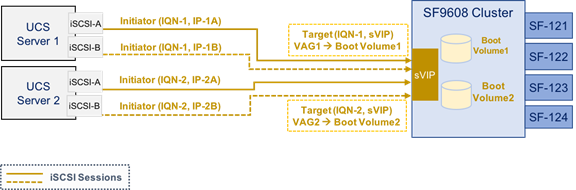 UCS
Server 1
iSCSI-A
iSCSI-B
Initiator (IQN-1, IP-1A)
Initiator (IQN-1, IP-1B)
UCS
Server 2
iSCSI-A
iSCSI-B
Initiator (IQN-2, IP-2A)
Initiator (IQN-2, IP-2B)
Target (IQN-1, sVIP)
VAG1 → Boot Volume1
Target (IQN-2, sVIP)
VAG2 → Boot Volume2
SF9608 Cluster
sVIP
Boot
Volume1
Boot
Volume2
SF-121
SF-122
SF-123
SF-124
iSCSI Sessions